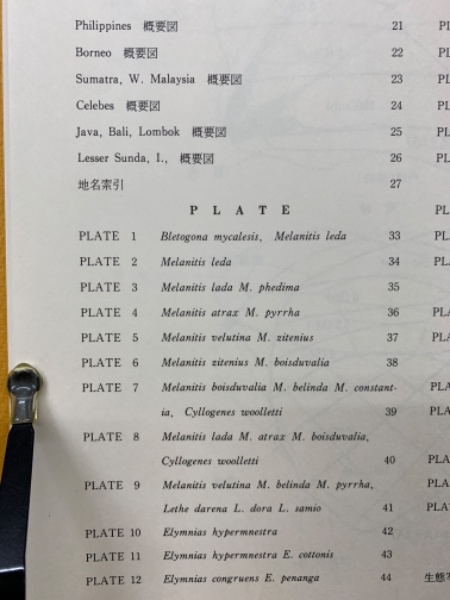 Philippines 概要図 21
Borneo 概要図 22
Sumatra, W. Malaysia 概要図 23
Celebes 概要図 24
Java, Bali, Lombok 概要図 25
Lesser Sunda, I., 概要図 26
地名索引 27
PLATE
PLATE 1 Bletogona mycalesis, Melanitis leda 33
PLATE 2 Melanitis leda 34
PLATE 3 Melanitis lada M. phedima 35
PLATE 4 Melanitis atrax M. pyrrha 36
PLATE 5 Melanitis velutina M. zitenius 37
PLATE 6 Melanitis zitenius M. boisduvalia 38
PLATE 7 Melanitis boisduvalia M. belinda M. constant-
ia, Cyllogenes woolletti 39
PLATE 8 Melanitis lada M. atrax M. boisduvalia,
Cyllogenes woolletti 40
PLATE 9 Melanitis velutina M. belinda M. pyrrha,
Lethe darena L. dora L. samio 41
PLATE 10 Elymnias hypermnestra 42
PLATE 11 Elymnias hypermnestra E. cottonis 43
PLATE 12 Elymnias congruens E. penanga 44